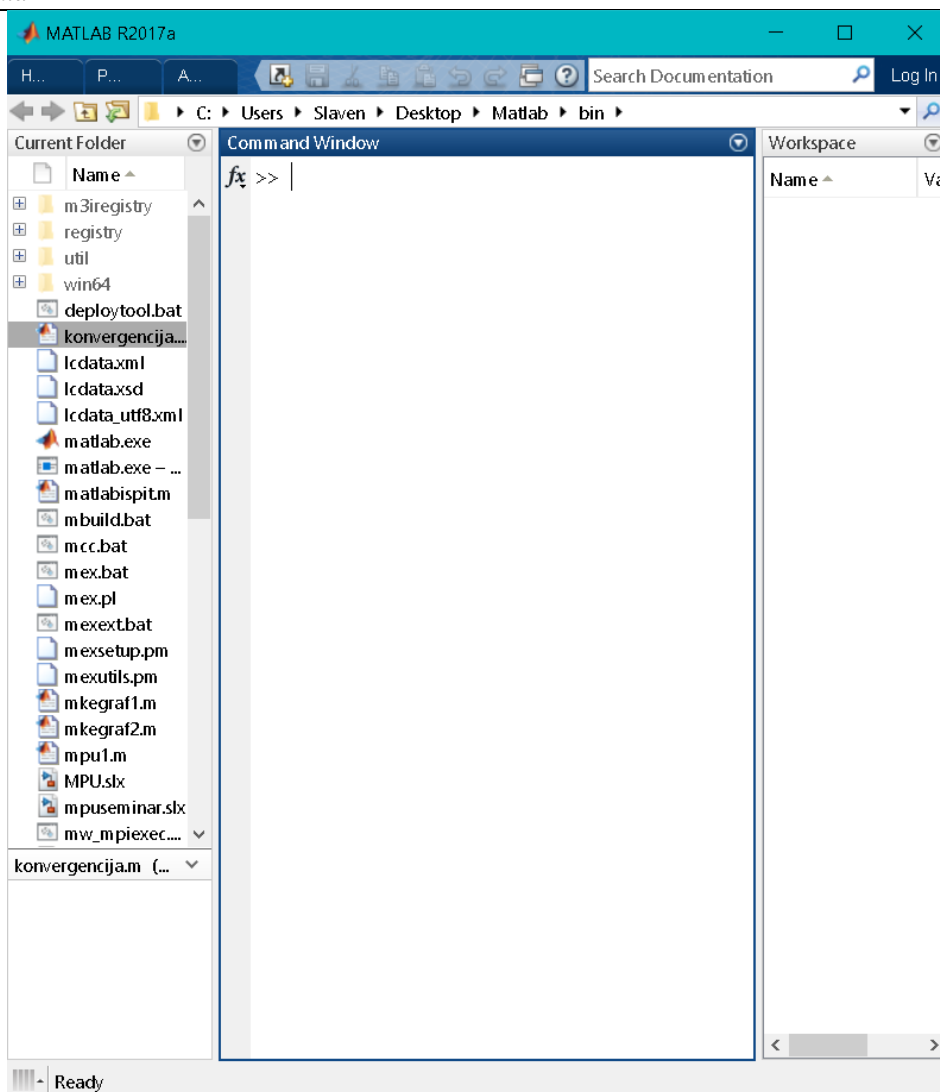 MATLAB R2017a
H... P... A... Search Documentation Log In
C: Users Slaven Desktop Matlab bin
Current Folder
Name
m3iregistry
registry
util
win64
deploytool.bat
konvergencija....
lcdata.xml
lcdata.xsd
lcdata_utf8.xml
matlab.exe
matlab.exe – ...
matlabispit.m
mbuild.bat
mcc.bat
mex.bat
mex.pl
mexext.bat
mexsetup.pm
mexutils.pm
mkegraf1.m
mkegraf2.m
mpu1.m
MPU.slx
mpuseminar.slx
mw_mpiexec....
konvergencija.m (...
Command Window
fx >>
Workspace
Name
Ready